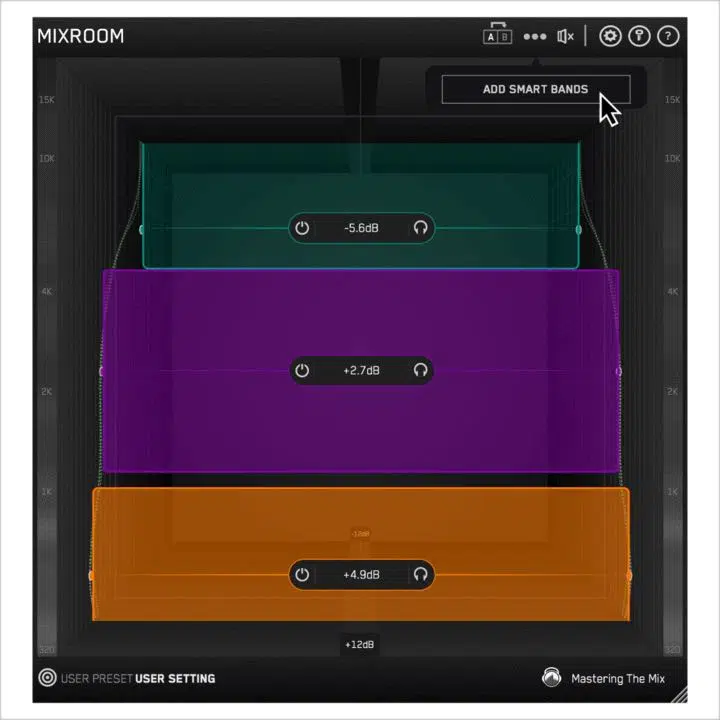 MIXROOM
A B
?
ADD SMART BANDS
15K 15K
10K 10K
-5.6dB
4K 4K
+2.7dB
2K 2K
1K 1K
-12dB
+4.9dB
+12dB
320 320
USER PRESET USER SETTING
Mastering The Mix